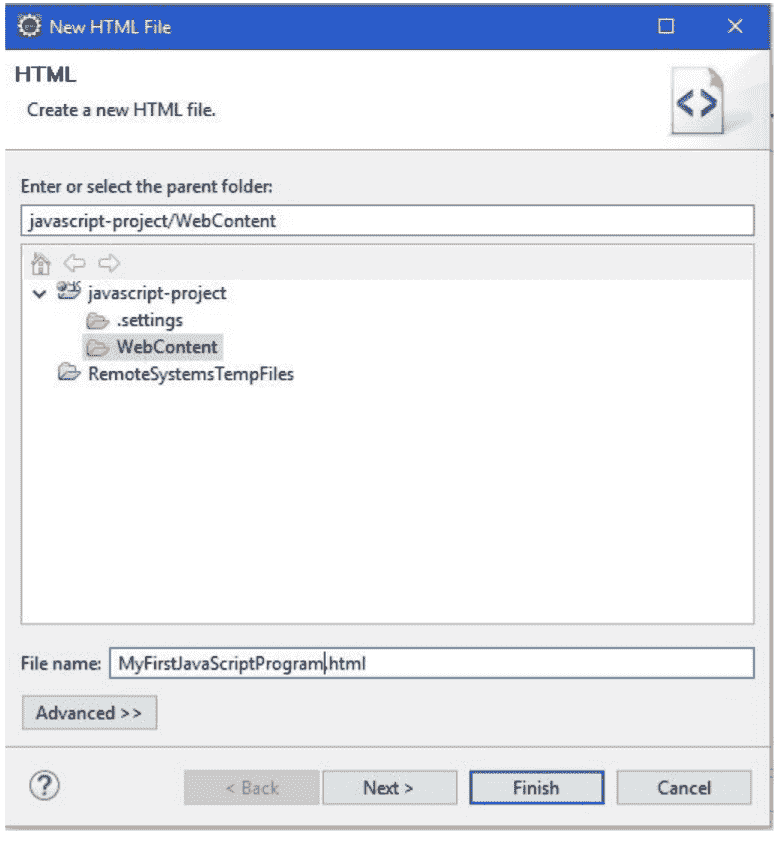 New HTML File
HTML
Create a new HTML file.
Enter or select the parent folder:
javascript-project/WebContent
javascript-project
.settings
WebContent
RemoteSystemsTempFiles
File name: MyFirstJavaScriptProgram.html
Advanced >>
? < Back Next > Finish Cancel